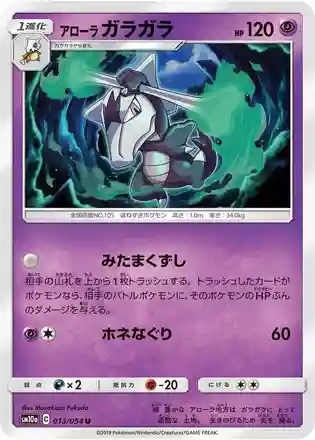 1進化
アローラ ガラガラ
HP 120
カラカラから進化
全国図鑑NO.105 ほねずきポケモン 高さ:1.0m 重さ:34.0kg
みたまくずし
相手の山札を上から1枚トラッシュする。トラッシュしたカードがポケモンなら、相手のバトルポケモンに、そのポケモンのHPぶんのダメージを与える。
ホネなぐり 60
弱点 ×2 抵抗力 -20 にげる
Illus. Murakazu Fukuda
sm10a C 013/054 U
©2019 Pokémon/Nintendo/Creatures/GAME FREAK.